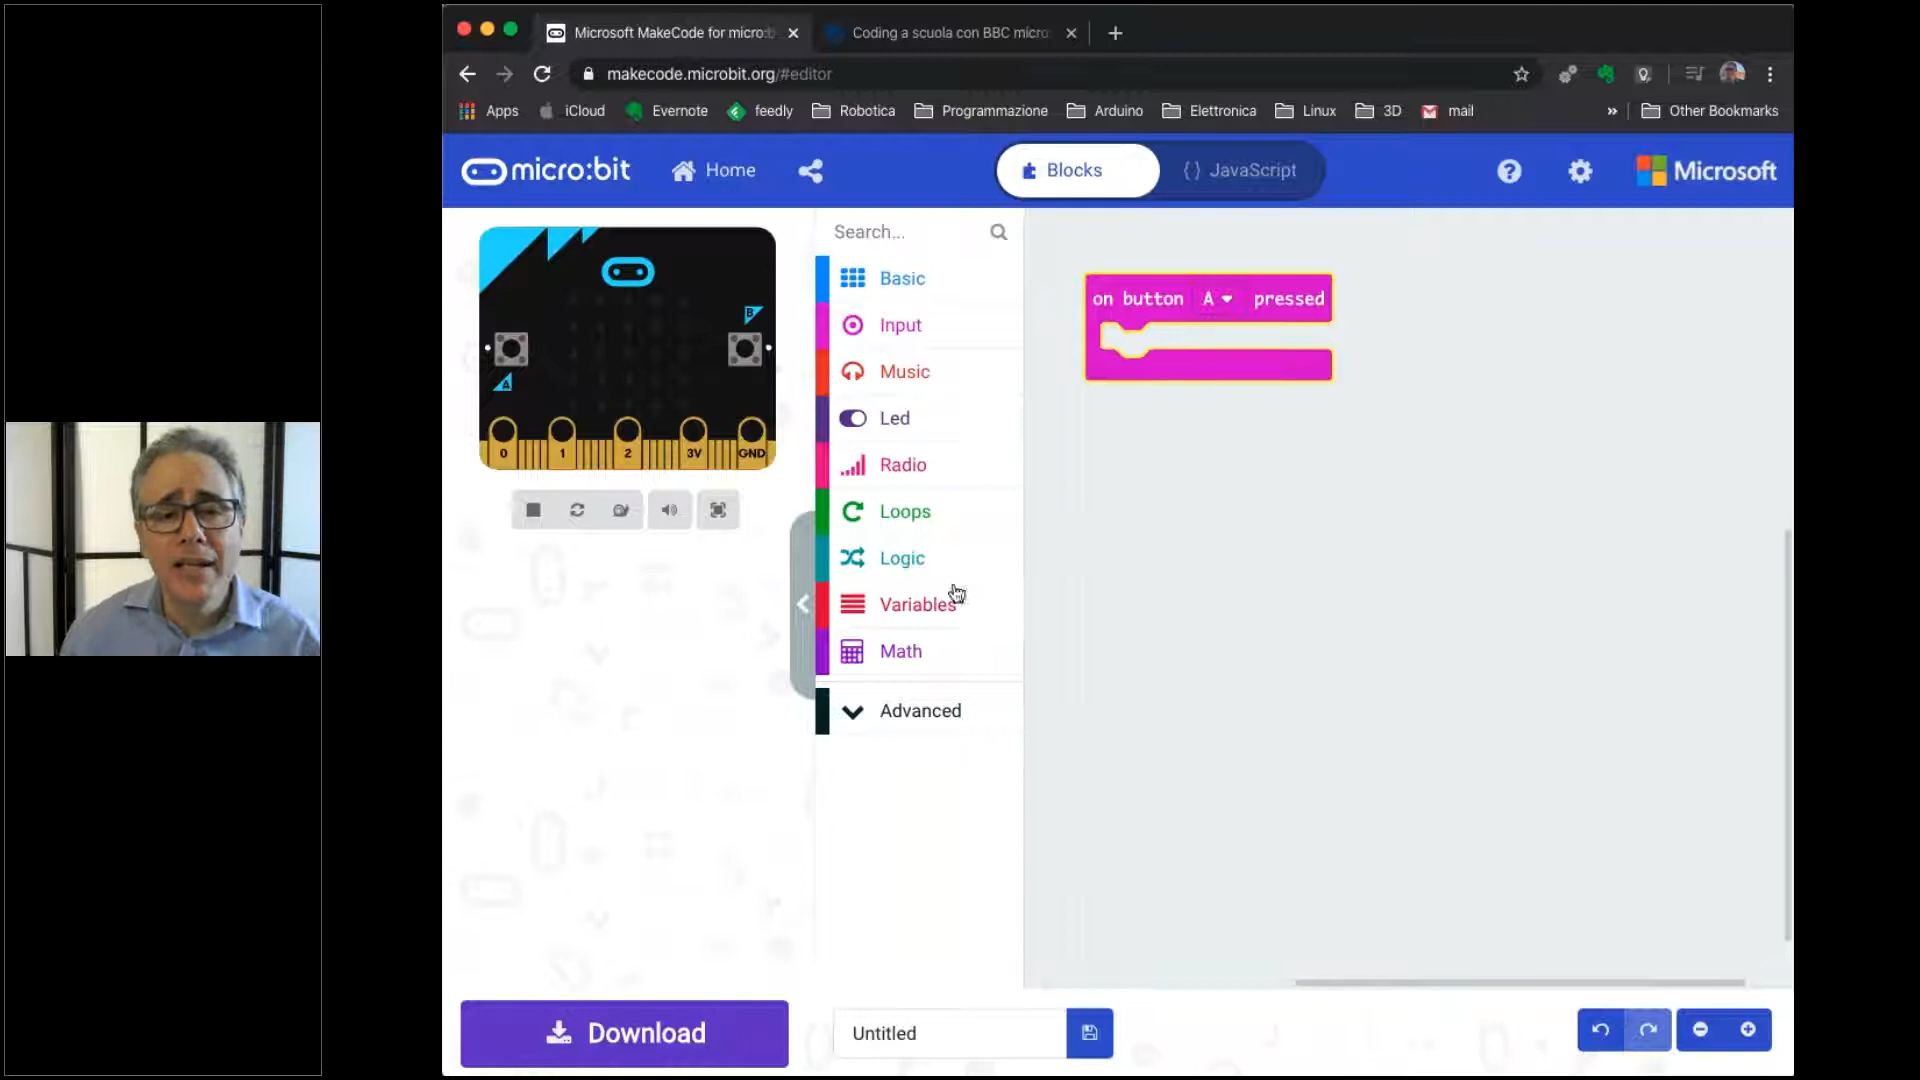 Microsoft MakeCode for micro:b
Coding a scuola con BBC micro
makecode.microbit.org/#editor
Apps
iCloud
Evernote
feedly
Robotica
Programmazione
Arduino
Elettronica
Linux
3D
mail
»
Other Bookmarks
micro:bit
Home
Blocks
{} JavaScript
Microsoft
Search...
Basic
Input
Music
Led
Radio
Loops
Logic
Variables
Math
Advanced
B
A
0
1
2
3V
GND
on button A pressed
Download
Untitled